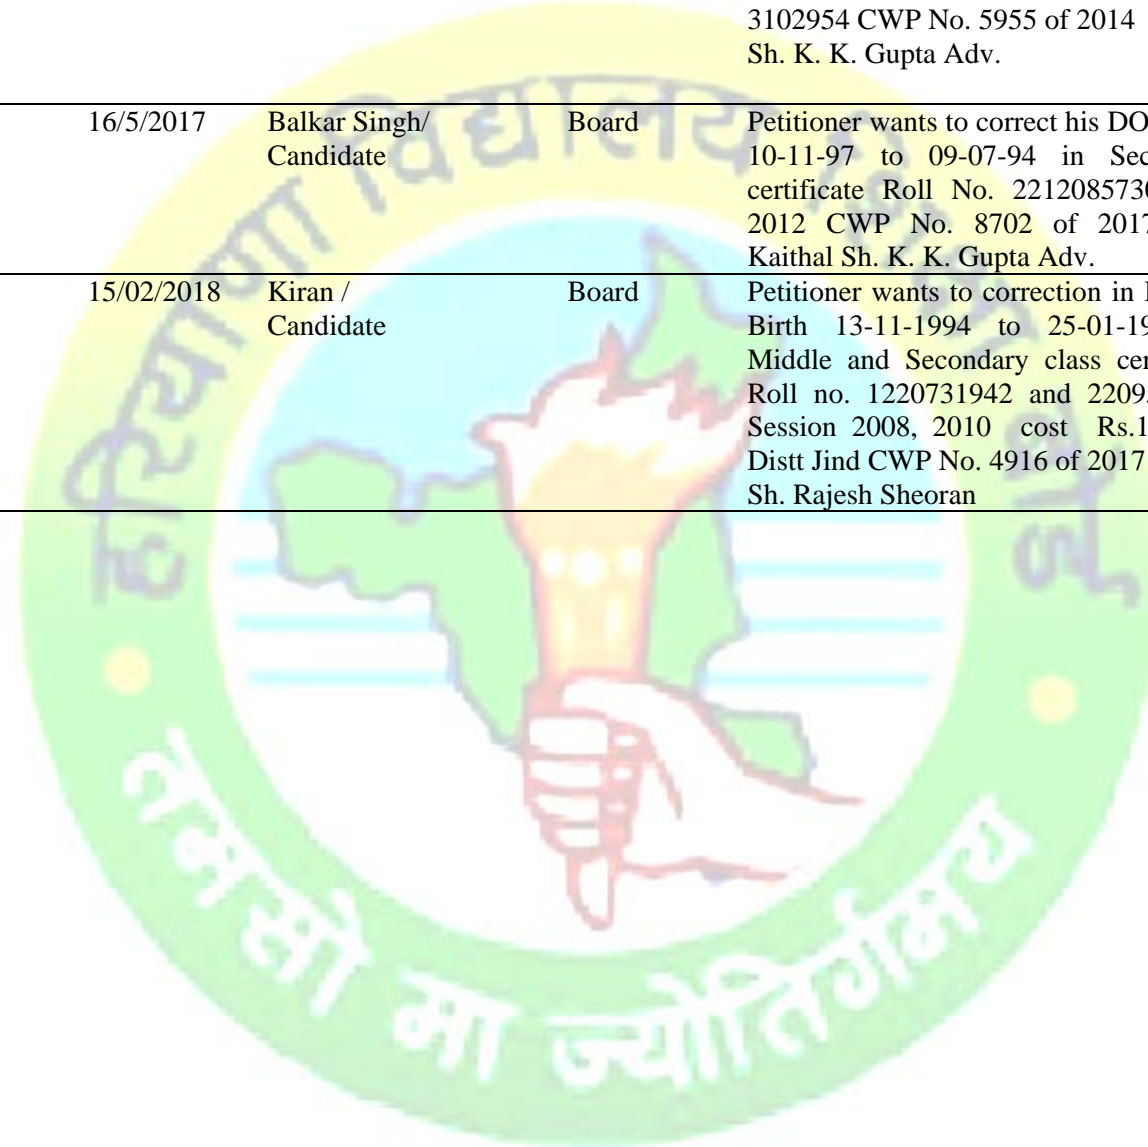 3102954 CWP No. 5955 of 2014
Sh. K. K. Gupta Adv.
16/5/2017 Balkar Singh/ Board Petitioner wants to correct his
Candidate 10-11-97 to 09-07-94 in
certificate Roll No.
2012 CWP No. 8702 of
Kaithal Sh. K. K. Gupta Adv.
15/02/2018 Kiran / Board Petitioner wants to correction in
Candidate Birth 13-11-1994 to
Middle and Secondary class
Roll no. 1220731942 and
Session 2008, 2010 cost
Distt Jind CWP No. 4916 of 2017
Sh. Rajesh Sheoran
हरियाणा विद्यालय शिक्षा बोर्ड
तमसो मा ज्योतिर्गमय